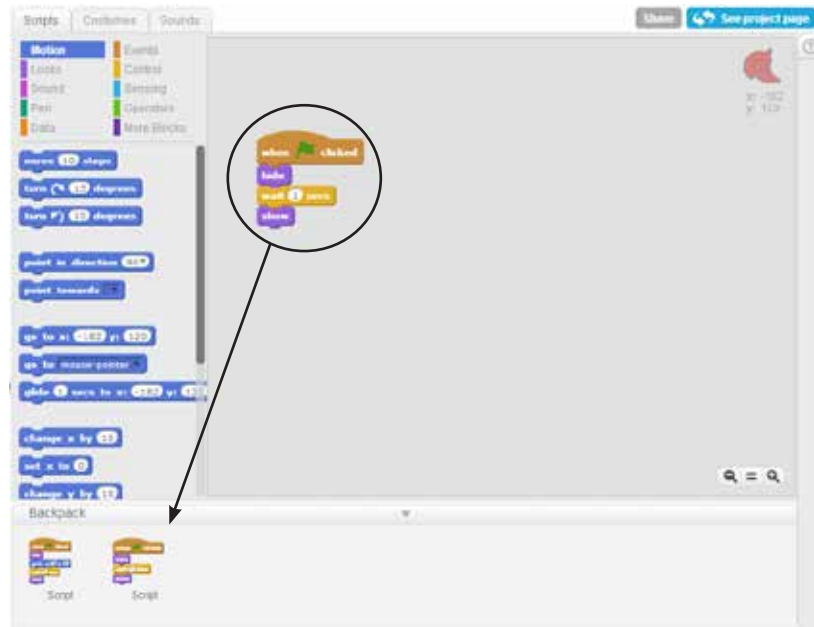 Scripts Costumes Sounds
Share See project page
Motion Events
Looks Control
Sound Sensing
Pen Operators
Data More Blocks
move 10 steps
turn 15 degrees
turn 15 degrees
point in direction 90
point towards
go to x: -182 y: 120
go to mouse-pointer
glide 1 secs to x: -182 y:
change x by 10
set x to 0
change y by 10
when clicked
hide
wait 1 secs
show
x: -182
y: 120
Backpack
Script Script